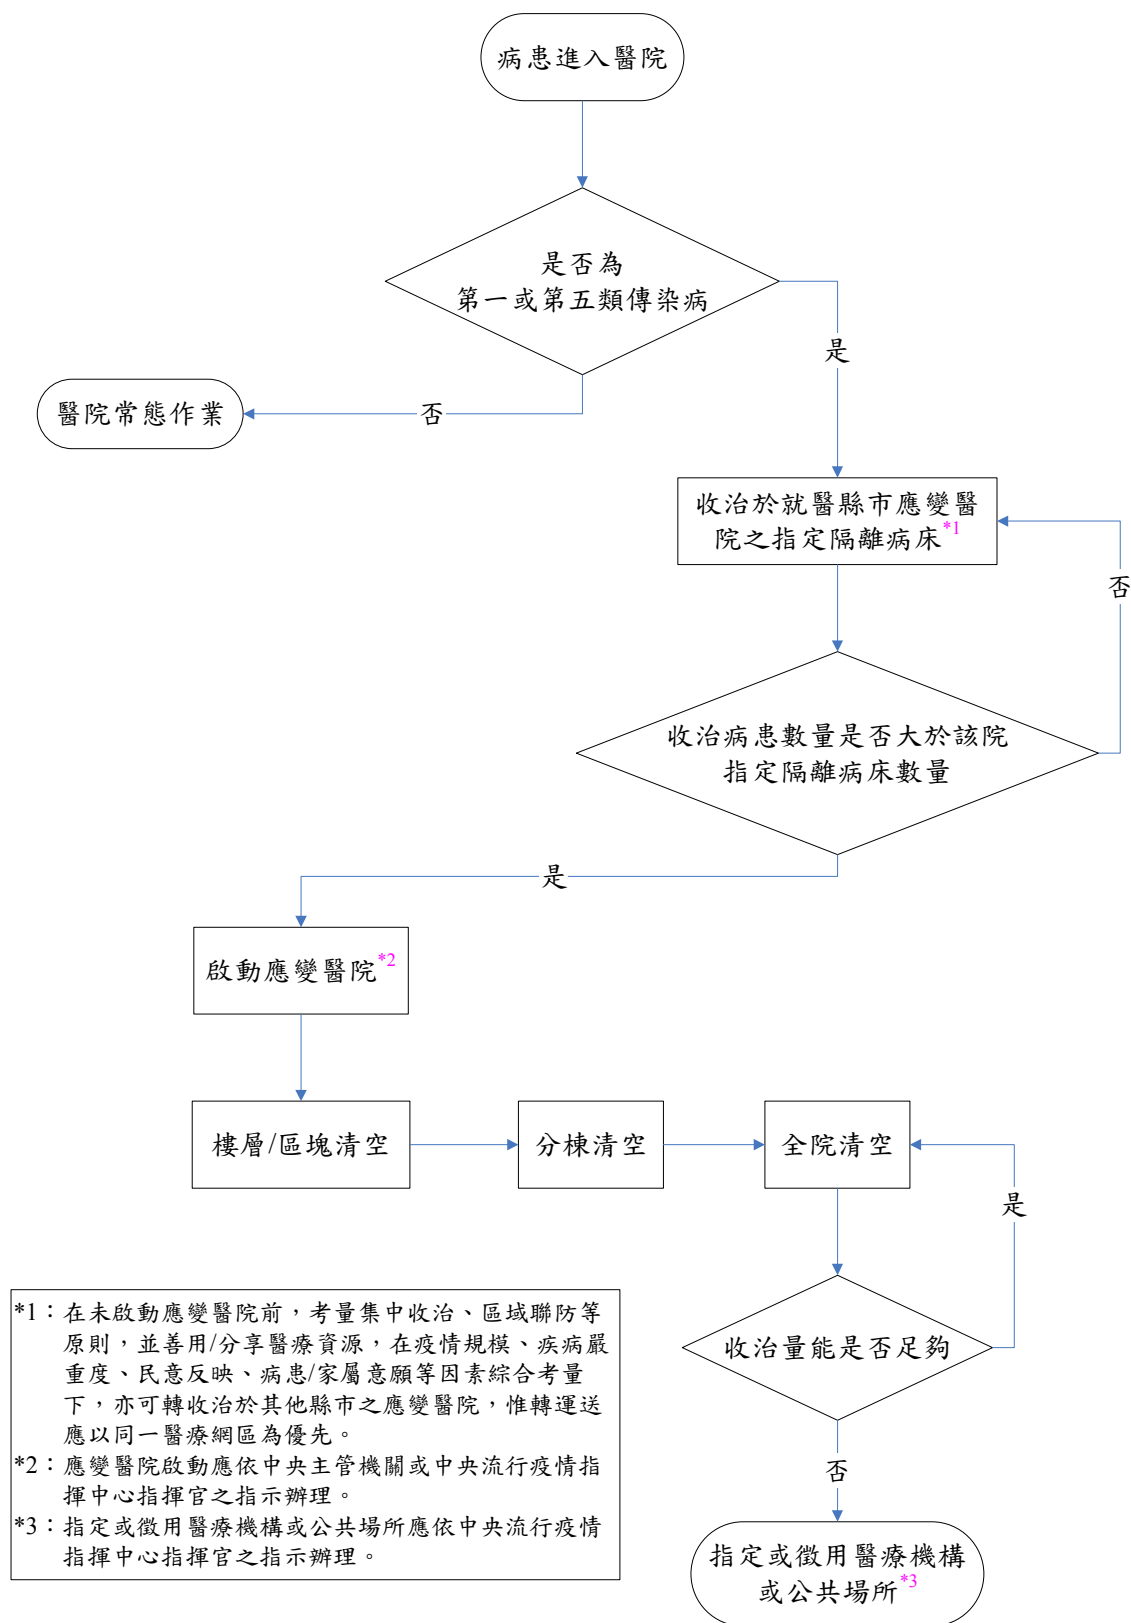 病患進入醫院
是否為
第一或第五類傳染病
是
否
醫院常態作業
收治於就醫縣市應變醫
院之指定隔離病床*1
否
收治病患數量是否大於該院
指定隔離病床數量
是
啟動應變醫院*2
樓層/區塊清空
分棟清空
全院清空
是
收治量能是否足夠
否
指定或徵用醫療機構
或公共場所*3
*1：在未啟動應變醫院前，考量集中收治、區域聯防等
原則，並善用/分享醫療資源，在疫情規模、疾病嚴
重度、民意反映、病患/家屬意願等因素綜合考量
下，亦可轉收治於其他縣市之應變醫院，惟轉運送
應以同一醫療網區為優先。
*2：應變醫院啟動應依中央主管機關或中央流行疫情指
揮中心指揮官之指示辦理。
*3：指定或徵用醫療機構或公共場所應依中央流行疫情
指揮中心指揮官之指示辦理。